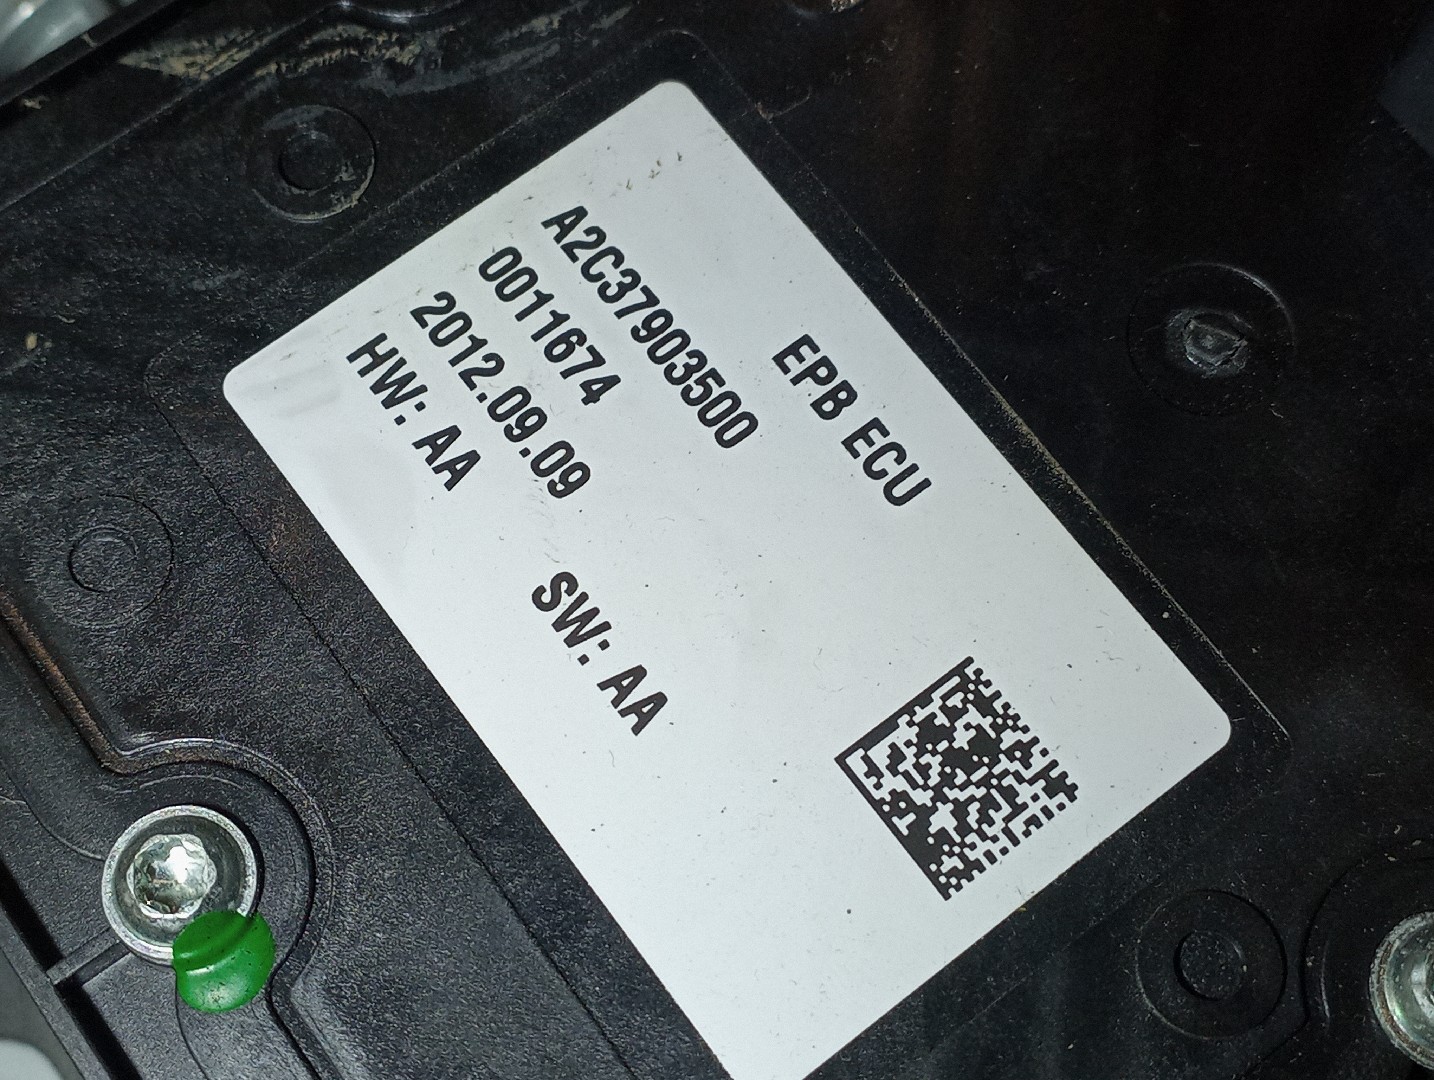 EPB ECU
A2C37903500
0011674
2012.09.09
HW: AA SW: AA